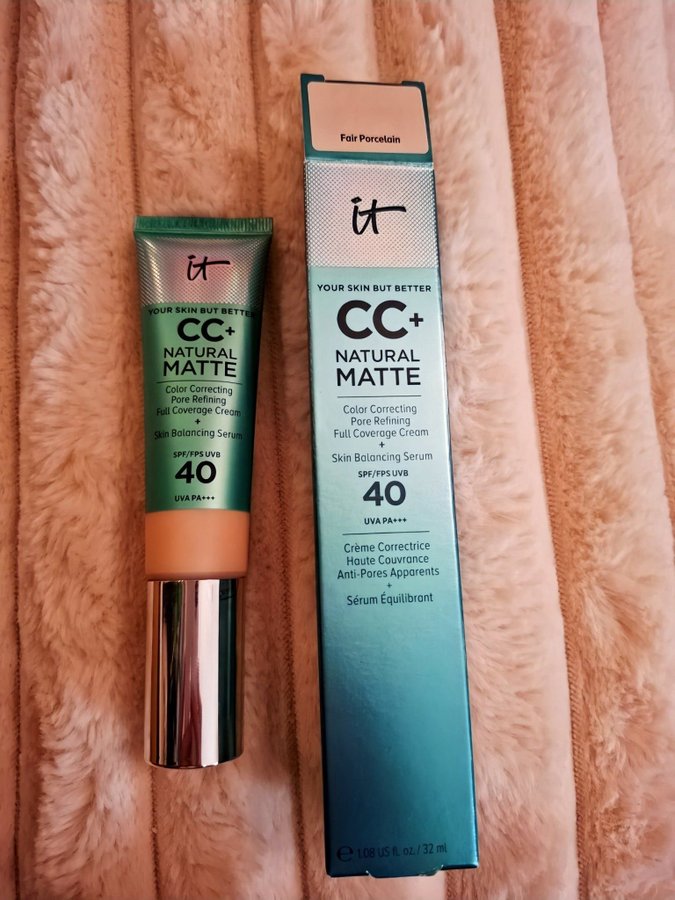 it
YOUR SKIN BUT BETTER
CC+
NATURAL
MATTE
Color Correcting
Pore Refining
Full Coverage Cream
+
Skin Balancing Serum
SPF/FPS UVB
40
UVA PA+++
Fair Porcelain
it
YOUR SKIN BUT BETTER
CC+
NATURAL
MATTE
Color Correcting
Pore Refining
Full Coverage Cream
+
Skin Balancing Serum
SPF/FPS UVB
40
UVA PA+++
Crème Correctrice
Haute Couvrance
Anti-Pores Apparents
+
Sérum Équilibrant
℮ 1.08 US fl. oz. / 32 ml